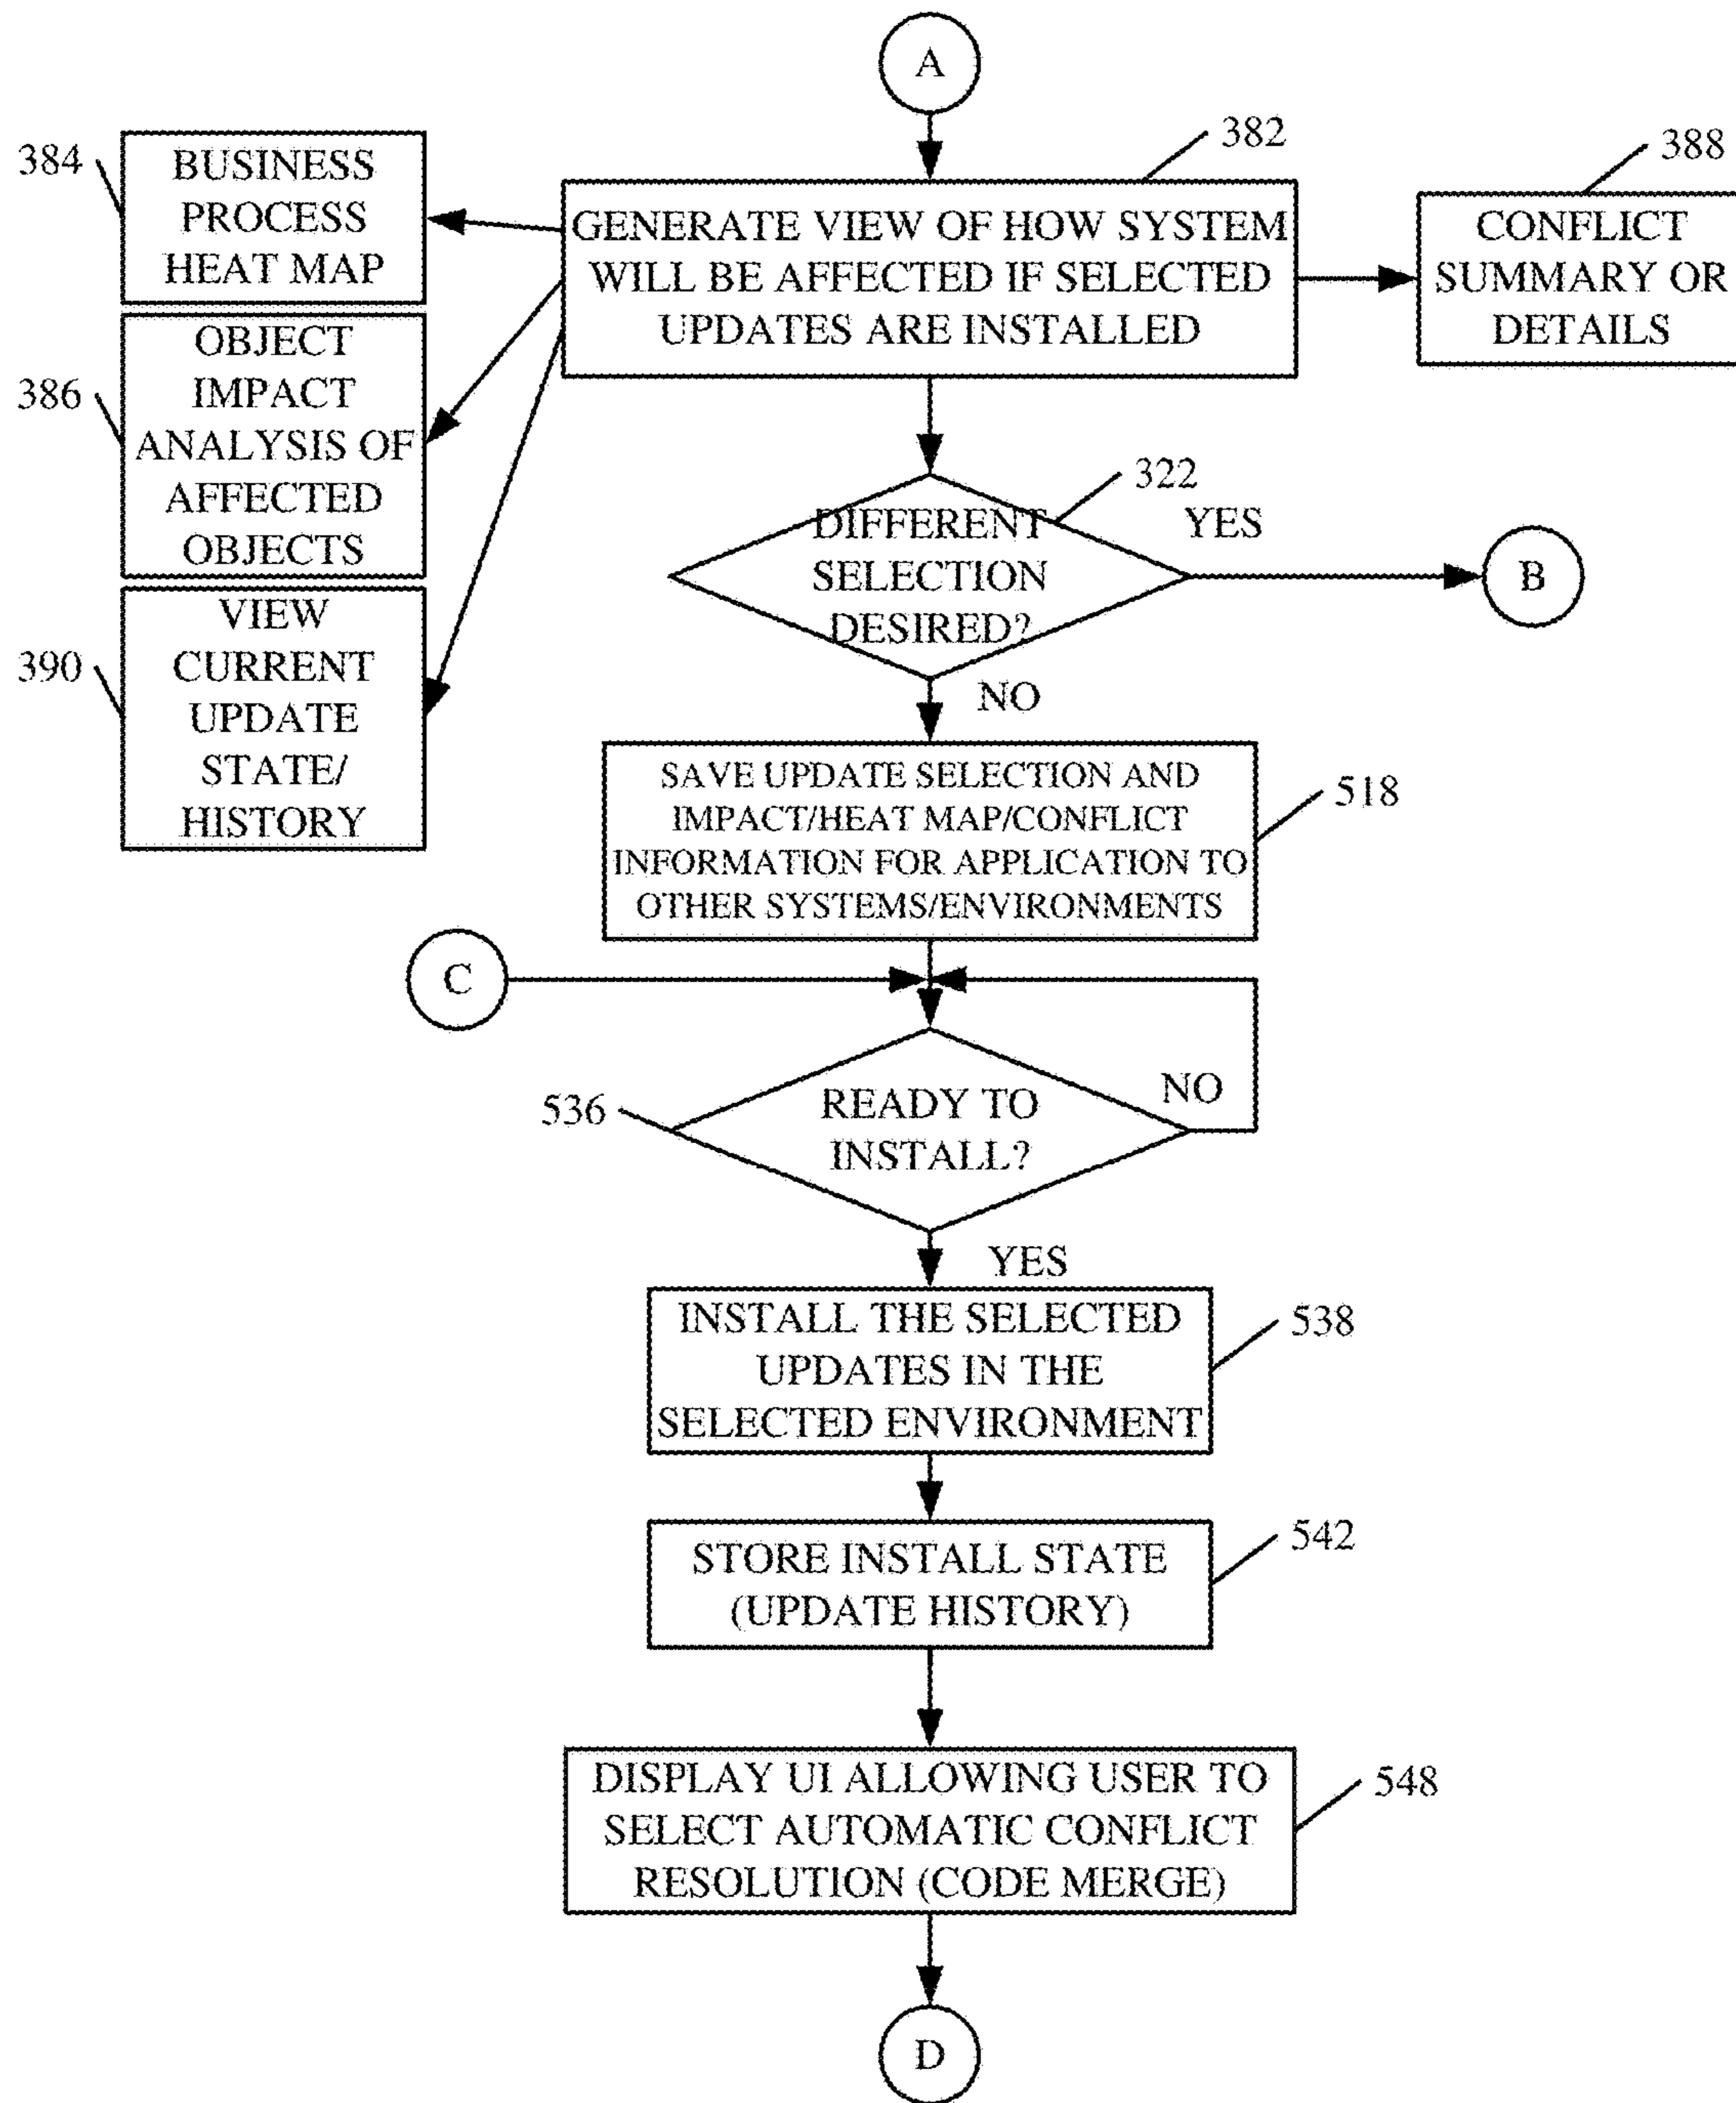 A
382
388
384
BUSINESS
PROCESS
HEAT MAP
GENERATE VIEW OF HOW SYSTEM
WILL BE AFFECTED IF SELECTED
UPDATES ARE INSTALLED
CONFLICT
SUMMARY OR
DETAILS
386
OBJECT
IMPACT
ANALYSIS OF
AFFECTED
OBJECTS
322
DIFFERENT
SELECTION
DESIRED?
YES
B
390
VIEW
CURRENT
UPDATE
STATE/
HISTORY
NO
SAVE UPDATE SELECTION AND
IMPACT/HEAT MAP/CONFLICT
INFORMATION FOR APPLICATION TO
OTHER SYSTEMS/ENVIRONMENTS
518
C
536
READY TO
INSTALL?
NO
YES
INSTALL THE SELECTED
UPDATES IN THE
SELECTED ENVIRONMENT
538
STORE INSTALL STATE
(UPDATE HISTORY)
542
DISPLAY UI ALLOWING USER TO
SELECT AUTOMATIC CONFLICT
RESOLUTION (CODE MERGE)
548
D